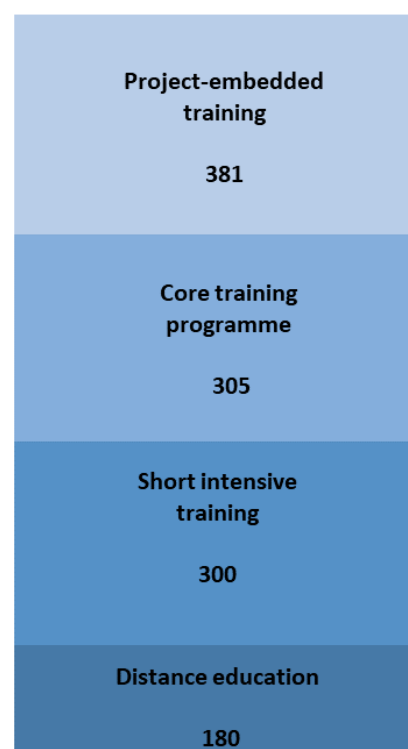 Project-embedded
training
381
Core training
programme
305
Short intensive
training
300
Distance education
180